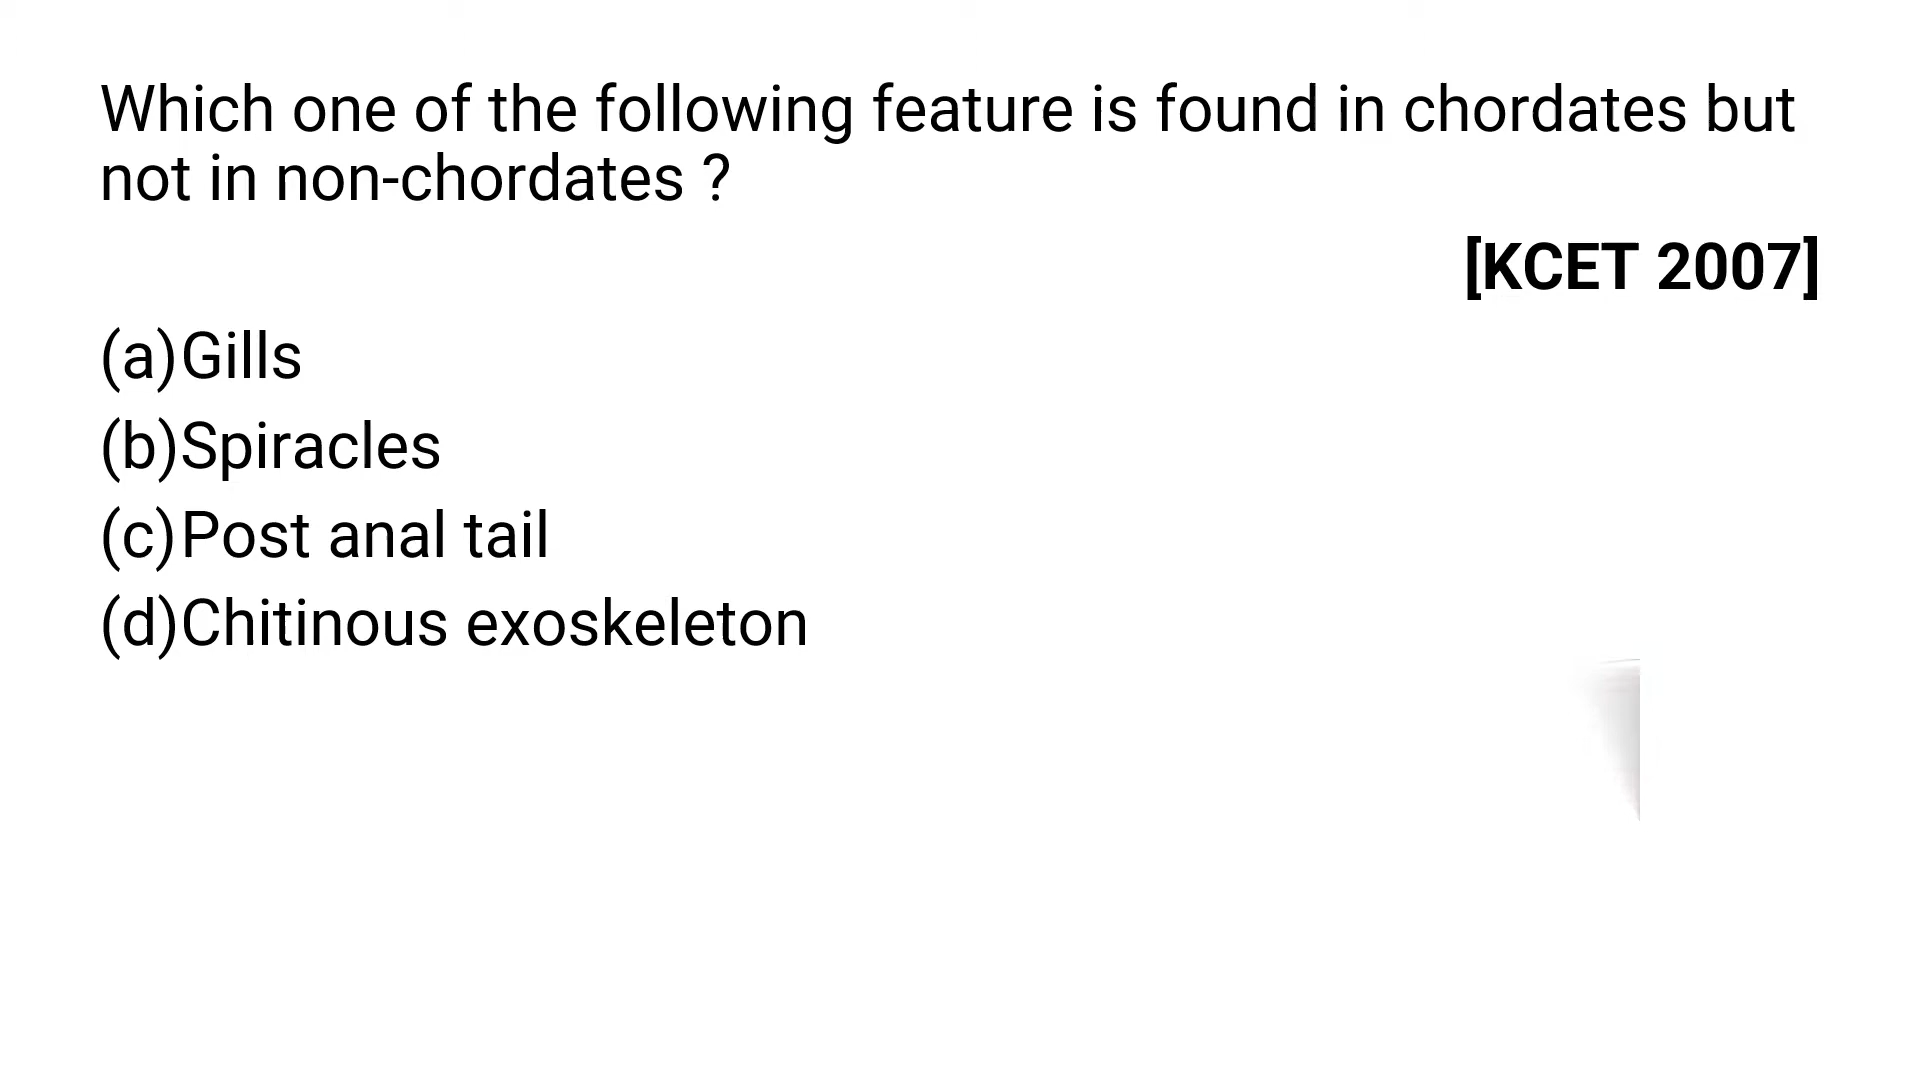 Which one of the following feature is found in chordates but
not in non-chordates ?
[KCET 2007]
(a)Gills
(b)Spiracles
(c)Post anal tail
(d)Chitinous exoskeleton